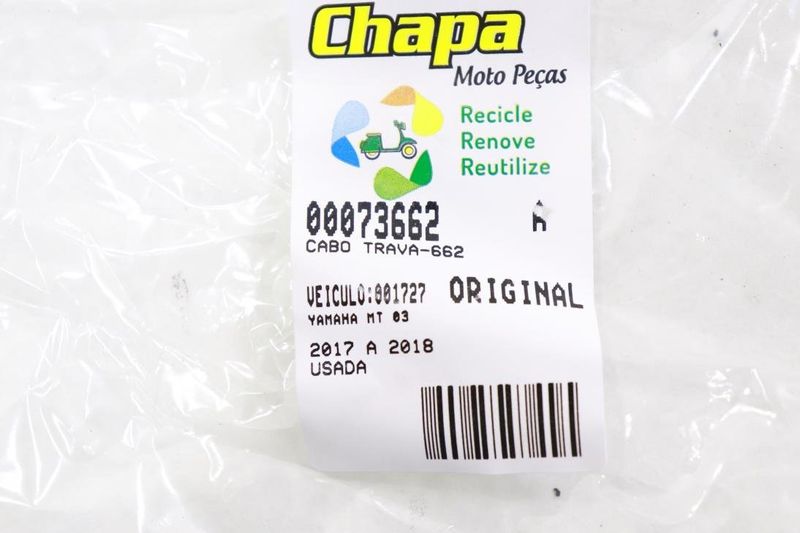 Chapa
Moto Peças
Recicle
Renove
Reutilize
00073662
CABO TRAVA-662
VEICULO:001727 ORIGINAL
YAMAHA MT 03
2017 A 2018
USADA